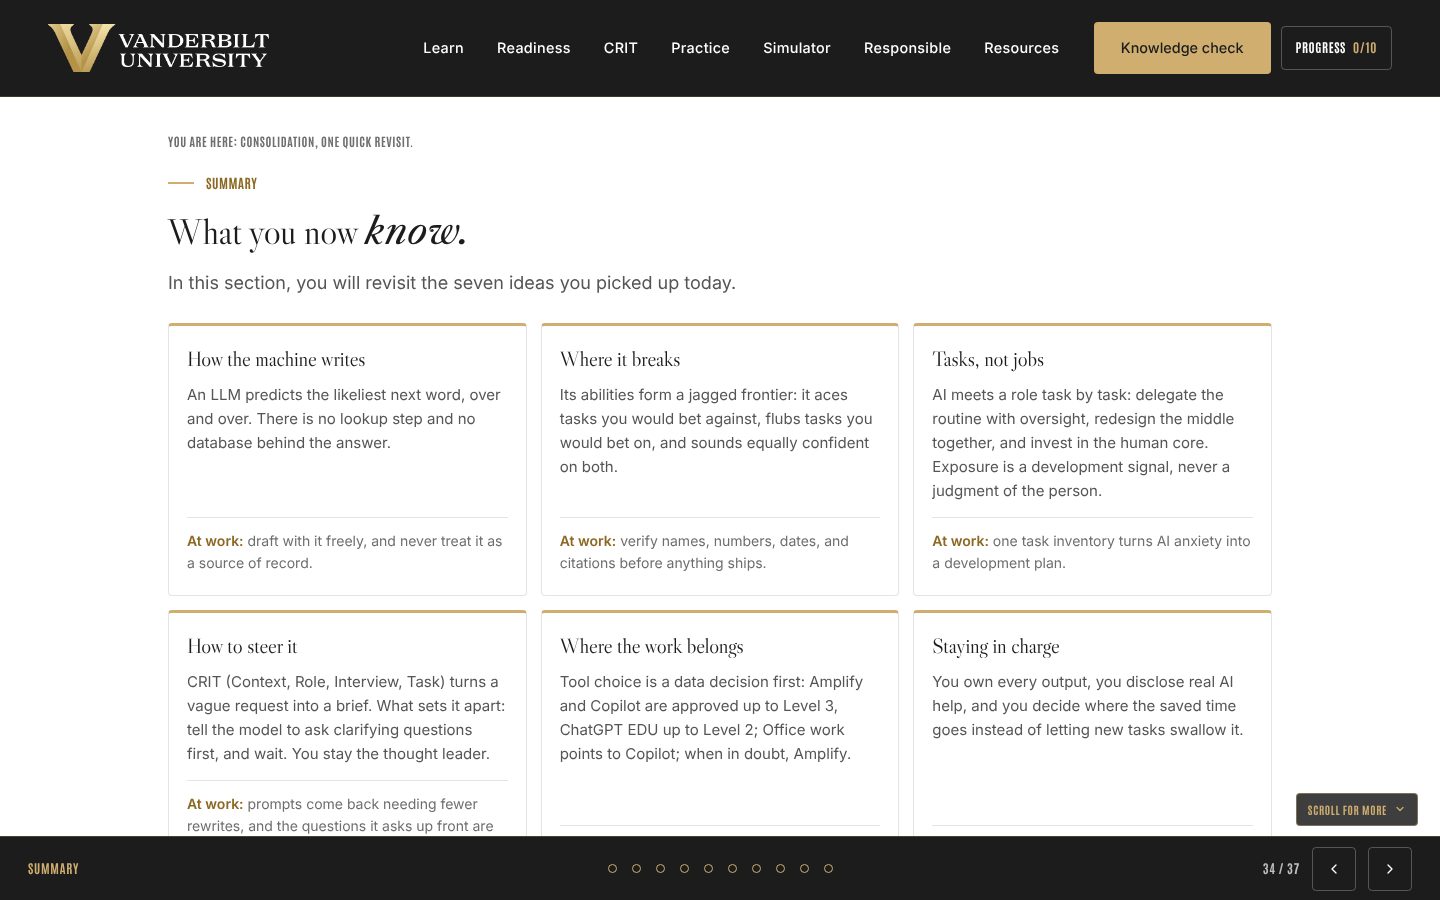 VANDERBILT
UNIVERSITY
Learn
Readiness
CRIT
Practice
Simulator
Responsible
Resources
Knowledge check
PROGRESS 0/10
YOU ARE HERE: CONSOLIDATION, ONE QUICK REVISIT.
SUMMARY
What you now know.
In this section, you will revisit the seven ideas you picked up today.
How the machine writes
An LLM predicts the likeliest next word, over
and over. There is no lookup step and no
database behind the answer.
At work: draft with it freely, and never treat it as
a source of record.
Where it breaks
Its abilities form a jagged frontier: it aces
tasks you would bet against, flubs tasks you
would bet on, and sounds equally confident
on both.
At work: verify names, numbers, dates, and
citations before anything ships.
Tasks, not jobs
AI meets a role task by task: delegate the
routine with oversight, redesign the middle
together, and invest in the human core.
Exposure is a development signal, never a
judgment of the person.
At work: one task inventory turns AI anxiety into
a development plan.
How to steer it
CRIT (Context, Role, Interview, Task) turns a
vague request into a brief. What sets it apart:
tell the model to ask clarifying questions
first, and wait. You stay the thought leader.
At work: prompts come back needing fewer
rewrites, and the questions it asks up front are
Where the work belongs
Tool choice is a data decision first: Amplify
and Copilot are approved up to Level 3,
ChatGPT EDU up to Level 2; Office work
points to Copilot; when in doubt, Amplify.
Staying in charge
You own every output, you disclose real AI
help, and you decide where the saved time
goes instead of letting new tasks swallow it.
SCROLL FOR MORE
SUMMARY
34 / 37